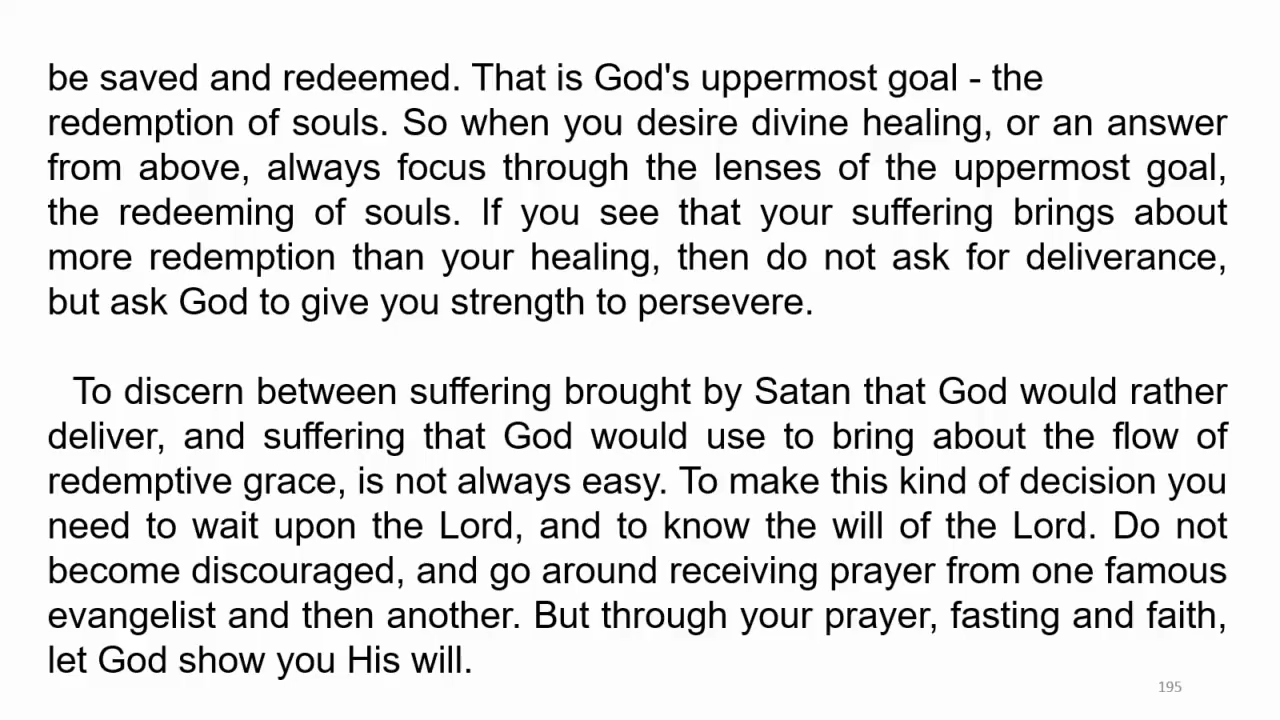 be saved and redeemed. That is God's uppermost goal - the
redemption of souls. So when you desire divine healing, or an answer
from above, always focus through the lenses of the uppermost goal,
the redeeming of souls. If you see that your suffering brings about
more redemption than your healing, then do not ask for deliverance,
but ask God to give you strength to persevere.
To discern between suffering brought by Satan that God would rather
deliver, and suffering that God would use to bring about the flow of
redemptive grace, is not always easy. To make this kind of decision you
need to wait upon the Lord, and to know the will of the Lord. Do not
become discouraged, and go around receiving prayer from one famous
evangelist and then another. But through your prayer, fasting and faith,
let God show you His will.
195